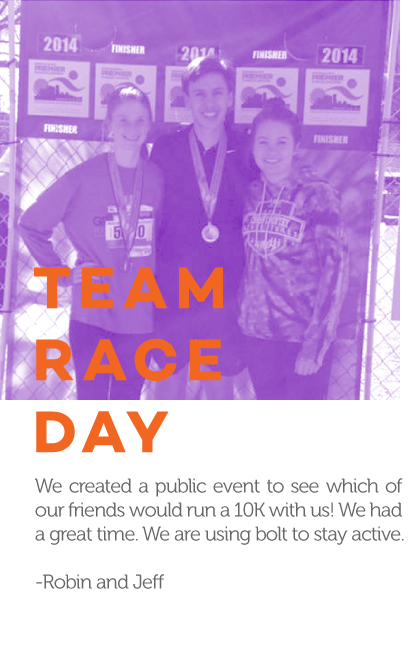 2014
FINISHER
2014
FINISHER
2014
FINISHER
FINISHER
TEAM
RACE
DAY
We created a public event to see which of
our friends would run a 10K with us! We had
a great time. We are using bolt to stay active.
-Robin and Jeff